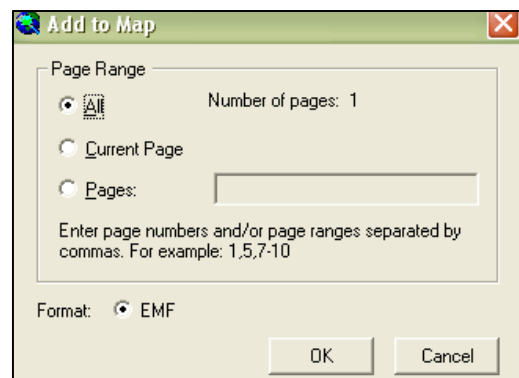 Add to Map
Page Range
All
Number of pages: 1
Current Page
Pages:
Enter page numbers and/or page ranges separated by
commas. For example: 1,5,7-10
Format:
EMF
OK
Cancel